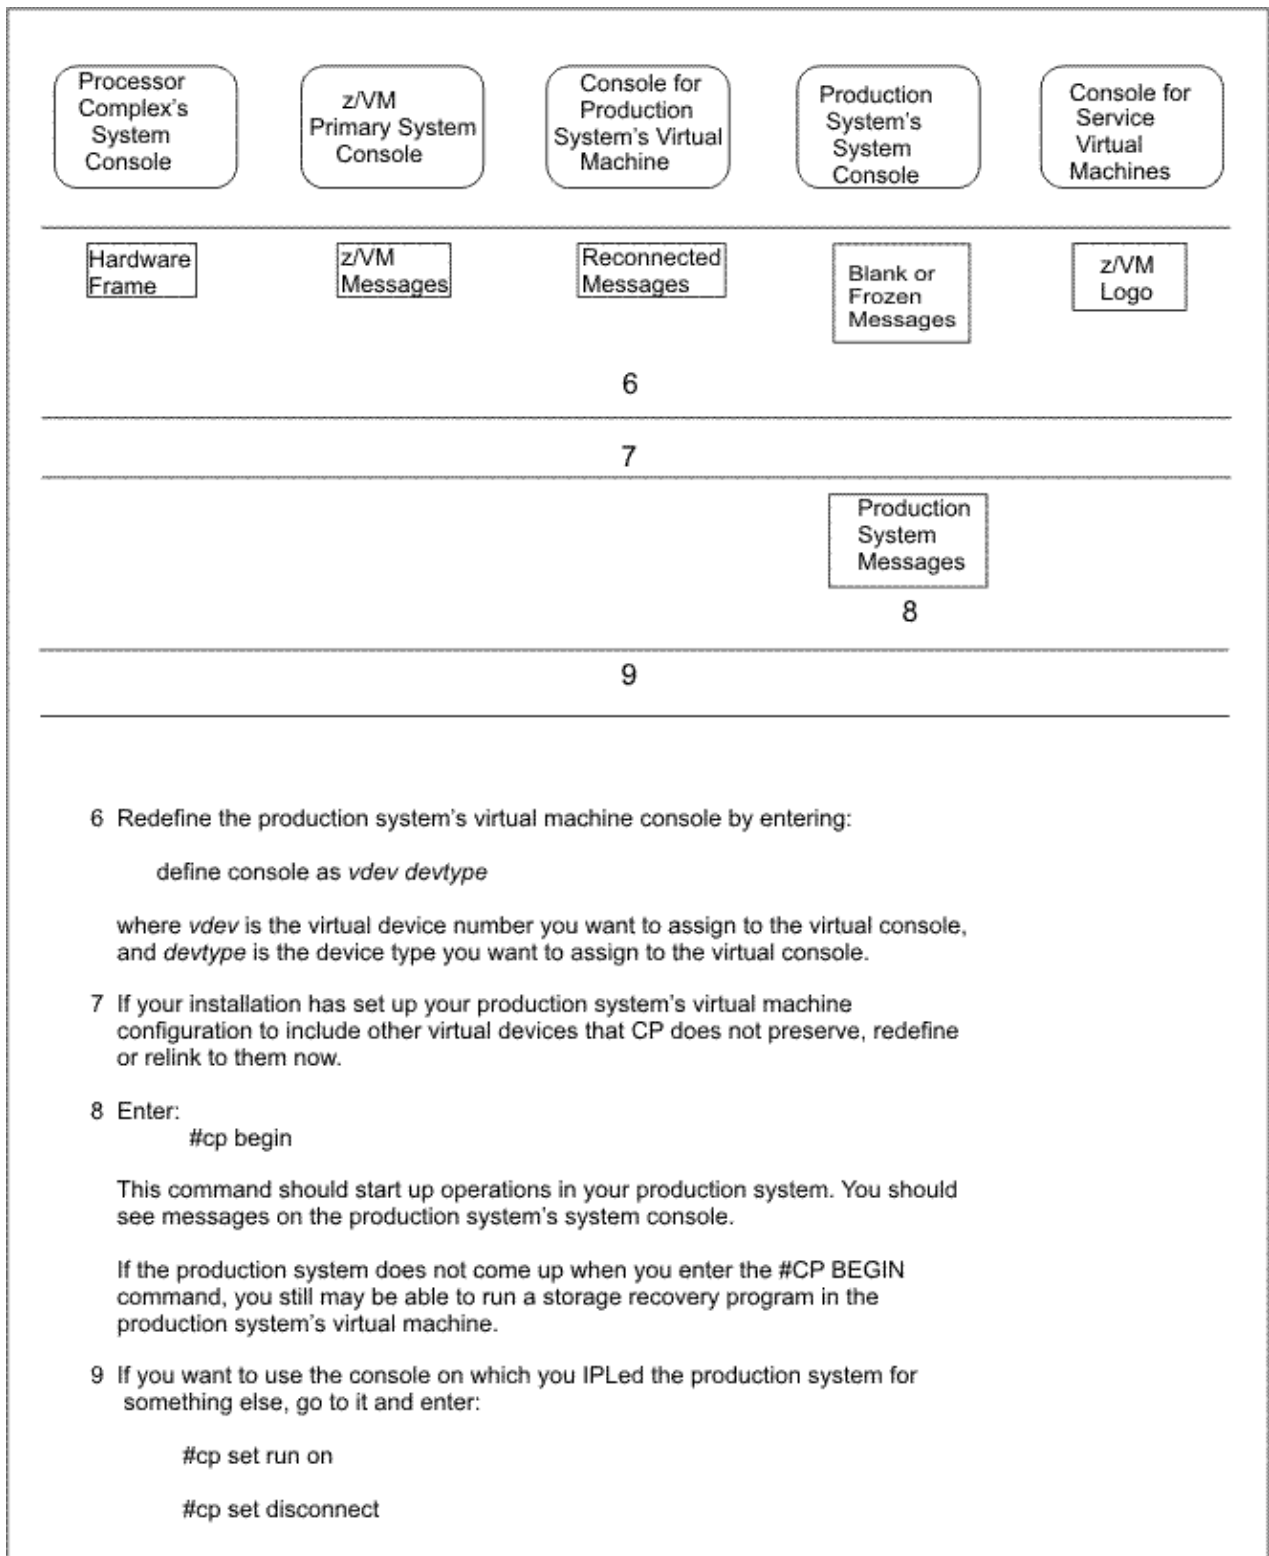 Processor
Complex's
System
Console
z/VM
Primary System
Console
Console for
Production
System's Virtual
Machine
Production
System's
System
Console
Console for
Service
Virtual
Machines
Hardware
Frame
z/VM
Messages
Reconnected
Messages
Blank or
Frozen
Messages
z/VM
Logo
6
7
Production
System
Messages
8
9
6 Redefine the production system's virtual machine console by entering:
define console as vdev devtype
where vdev is the virtual device number you want to assign to the virtual console,
and devtype is the device type you want to assign to the virtual console.
7 If your installation has set up your production system's virtual machine
configuration to include other virtual devices that CP does not preserve, redefine
or relink to them now.
8 Enter:
#cp begin
This command should start up operations in your production system. You should
see messages on the production system's system console.
If the production system does not come up when you enter the #CP BEGIN
command, you still may be able to run a storage recovery program in the
production system's virtual machine.
9 If you want to use the console on which you IPLed the production system for
something else, go to it and enter:
#cp set run on
#cp set disconnect